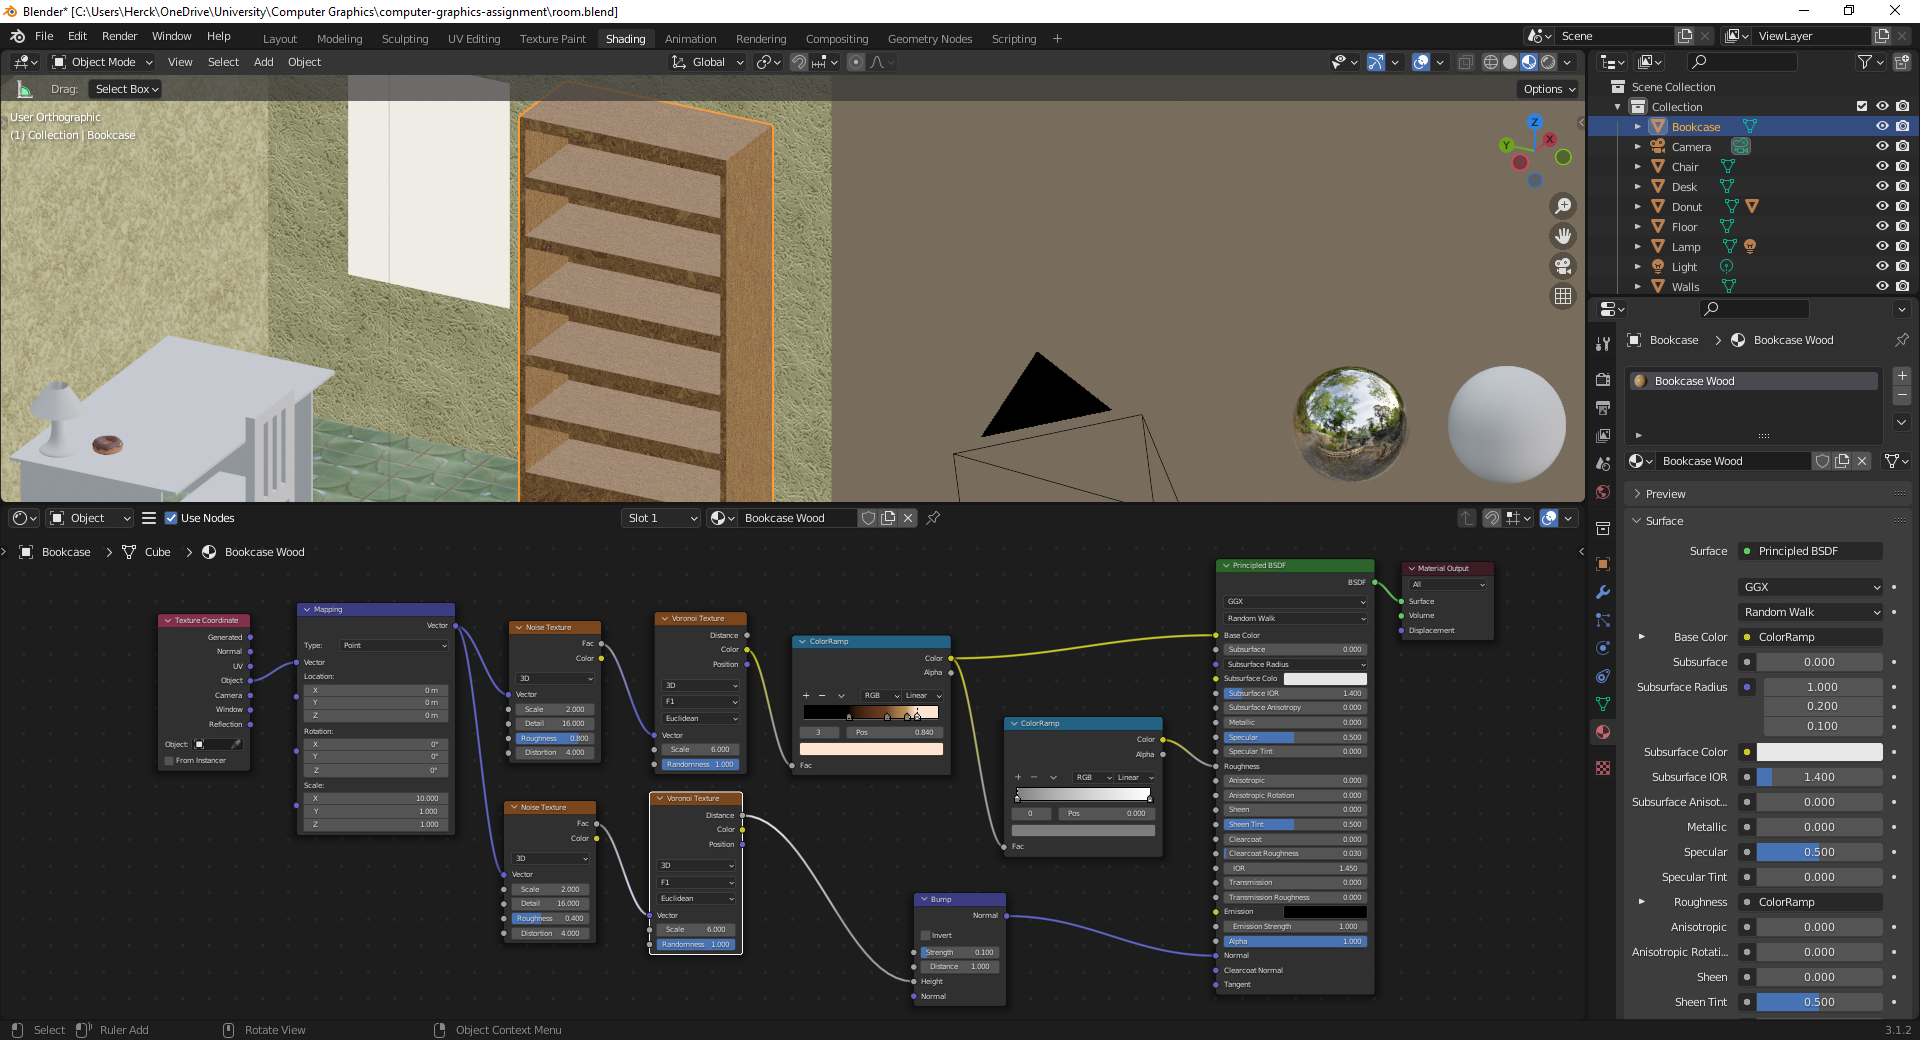 Blender* [C:\Users\Herck\OneDrive\University\Computer Graphics\computer-graphics-assignment\room.blend]
File Edit Render Window Help
Layout Modeling Sculpting UV Editing Texture Paint Shading Animation Rendering Compositing Geometry Nodes Scripting +
Scene
ViewLayer
Object Mode View Select Add Object
Global
Drag: Select Box
Options
User Orthographic
(1) Collection | Bookcase
Z
X
Y
Scene Collection
Collection
Bookcase
Camera
Chair
Desk
Donut
Floor
Lamp
Light
Walls
Bookcase > Bookcase Wood
Bookcase Wood
Bookcase Wood
Preview
Surface
Surface Principled BSDF
GGX
Random Walk
Base Color ColorRamp
Subsurface 0.000
Subsurface Radius 1.000
0.200
0.100
Subsurface Color
Subsurface IOR 1.400
Subsurface Anisot... 0.000
Metallic 0.000
Specular 0.500
Specular Tint 0.000
Roughness ColorRamp
Anisotropic 0.000
Anisotropic Rotati... 0.000
Sheen 0.000
Sheen Tint 0.500
Object Use Nodes
Slot 1
Bookcase Wood
Bookcase > Cube > Bookcase Wood
Texture Coordinate
Generated
Normal
UV
Object
Camera
Window
Reflection
Object:
From Instancer
Mapping
Vector
Type: Point
Vector
Location:
X 0 m
Y 0 m
Z 0 m
Rotation:
X 0°
Y 0°
Z 0°
Scale:
X 10.000
Y 1.000
Z 1.000
Noise Texture
Fac
Color
3D
Vector
Scale 2.000
Detail 16.000
Roughness 0.800
Distortion 4.000
Voronoi Texture
Distance
Color
Position
3D
F1
Euclidean
Vector
Scale 6.000
Randomness 1.000
Noise Texture
Fac
Color
3D
Vector
Scale 2.000
Detail 16.000
Roughness 0.400
Distortion 4.000
Voronoi Texture
Distance
Color
Position
3D
F1
Euclidean
Vector
Scale 6.000
Randomness 1.000
ColorRamp
Color
Alpha
RGB Linear
3 Pos 0.840
Fac
ColorRamp
Color
Alpha
RGB Linear
0 Pos 0.000
Fac
Bump
Normal
Invert
Strength 0.100
Distance 1.000
Height
Normal
Principled BSDF
BSDF
GGX
Random Walk
Base Color
Subsurface 0.000
Subsurface Radius
Subsurface Colo
Subsurface IOR 1.400
Subsurface Anisotropy 0.000
Metallic 0.000
Specular 0.500
Specular Tint 0.000
Roughness
Anisotropic 0.000
Anisotropic Rotation 0.000
Sheen 0.000
Sheen Tint 0.500
Clearcoat 0.000
Clearcoat Roughness 0.030
IOR 1.450
Transmission 0.000
Transmission Roughness 0.000
Emission
Emission Strength 1.000
Alpha 1.000
Normal
Clearcoat Normal
Tangent
Material Output
All
Surface
Volume
Displacement
Select Ruler Add Rotate View Object Context Menu
3.1.2